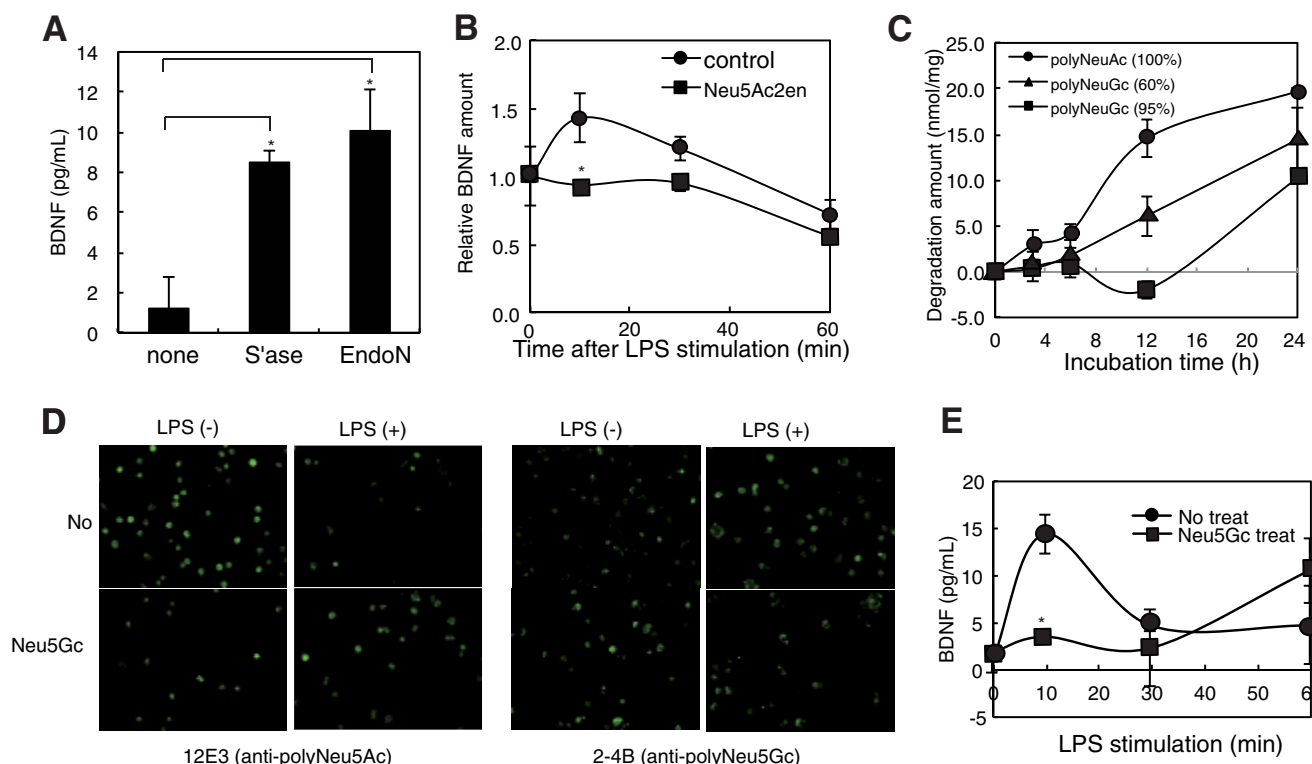 A
14
12
10
8
6
4
2
0
BDNF (pg/mL)
*
*
none S'ase EndoN
B
2.0
1.5
1.0
0.5
0.0
Relative BDNF amount
control
Neu5Ac2en
*
0 20 40 60
Time after LPS stimulation (min)
C
25.0
20.0
15.0
10.0
5.0
0.0
-5.0
Degradation amount (nmol/mg)
polyNeuAc (100%)
polyNeuGc (60%)
polyNeuGc (95%)
0 4 8 12 16 20 24
Incubation time (h)
D
LPS (-) LPS (+) LPS (-) LPS (+)
No
Neu5Gc
12E3 (anti-polyNeu5Ac) 2-4B (anti-polyNeu5Gc)
E
20
15
10
5
0
-5
BDNF (pg/mL)
No treat
Neu5Gc treat
*
0 10 20 30 40 50 6
LPS stimulation (min)